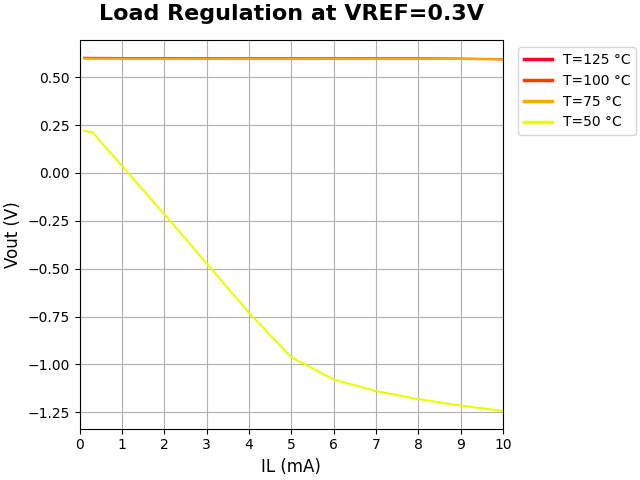 Load Regulation at VREF=0.3V
T=125 °C
T=100 °C
T=75 °C
T=50 °C
Vout (V)
0.50
0.25
0.00
−0.25
−0.50
−0.75
−1.00
−1.25
0 1 2 3 4 5 6 7 8 9 10
IL (mA)